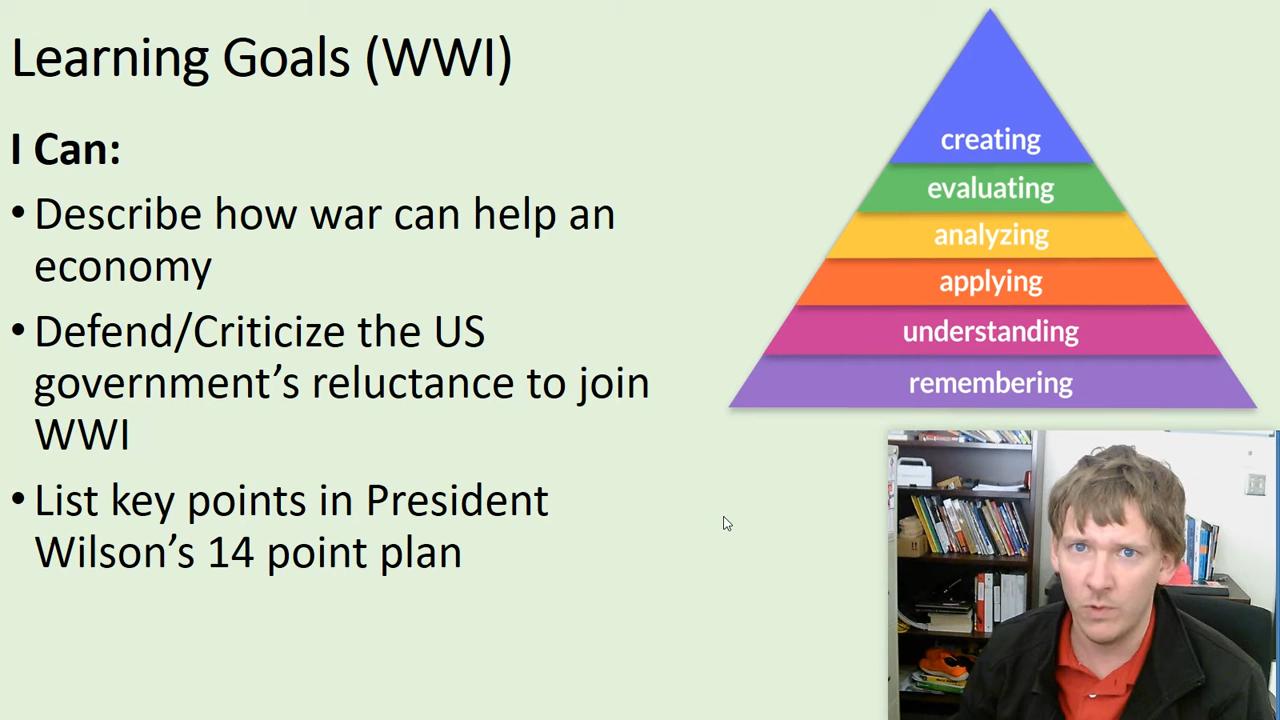 Learning Goals (WWI)
I Can:
• Describe how war can help an
economy
• Defend/Criticize the US
government’s reluctance to join
WWI
• List key points in President
Wilson’s 14 point plan
creating
evaluating
analyzing
applying
understanding
remembering